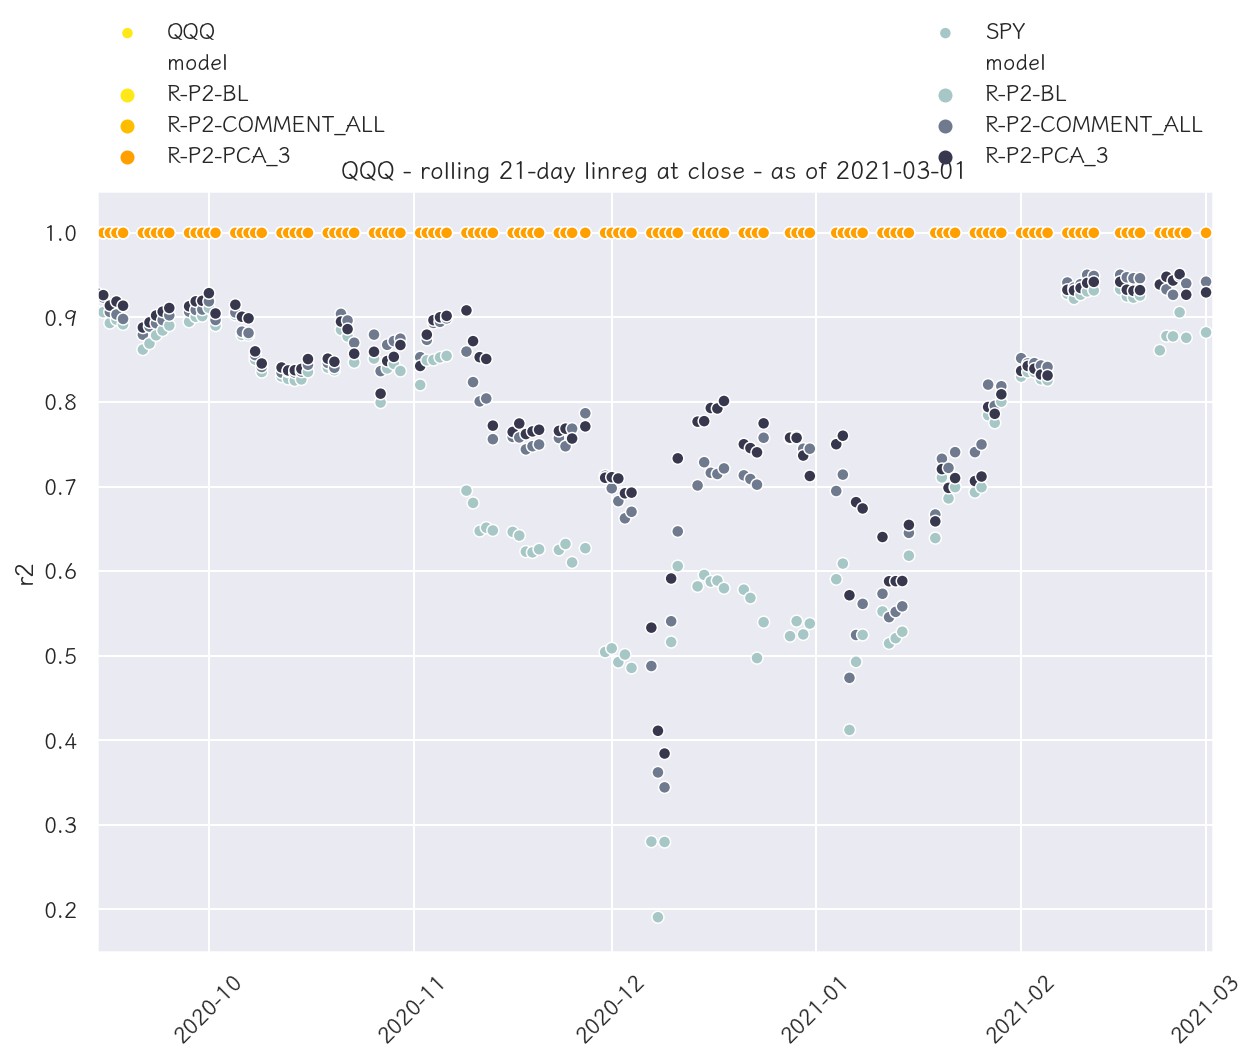 QQQ
model
R-P2-BL
R-P2-COMMENT_ALL
R-P2-PCA_3
SPY
model
R-P2-BL
R-P2-COMMENT_ALL
R-P2-PCA_3
QQQ - rolling 21-day linreg at close - as of 2021-03-01
1.0
0.9
0.8
0.7
0.6
0.5
0.4
0.3
0.2
r2
2020-10
2020-11
2020-12
2021-01
2021-02
2021-03